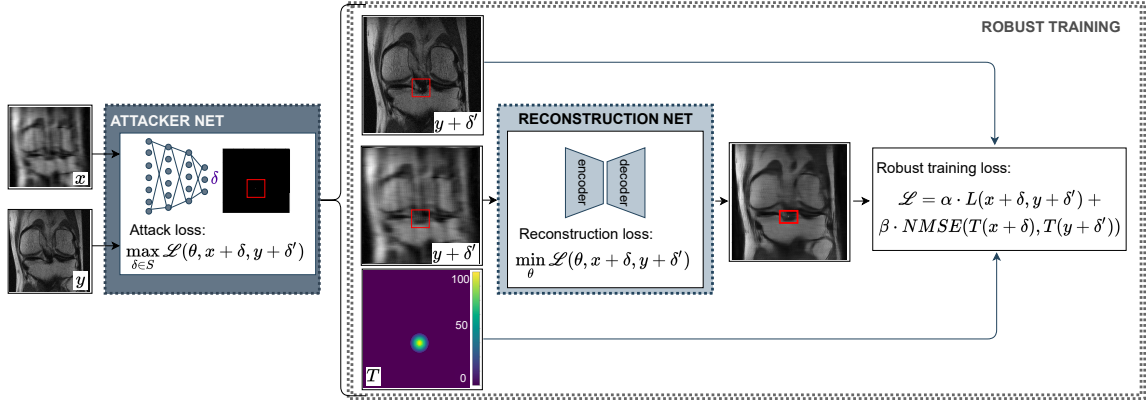 ROBUST TRAINING
ATTACKER NET
x
y
δ
Attack loss:
max δ∈S ℒ(θ, x + δ, y + δ′)
y + δ′
y + δ′
100
50
0
T
RECONSTRUCTION NET
encoder
decoder
Reconstruction loss:
min θ ℒ(θ, x + δ, y + δ′)
Robust training loss:
ℒ = α · L(x + δ, y + δ′) +
β · NMSE(T(x + δ), T(y + δ′))